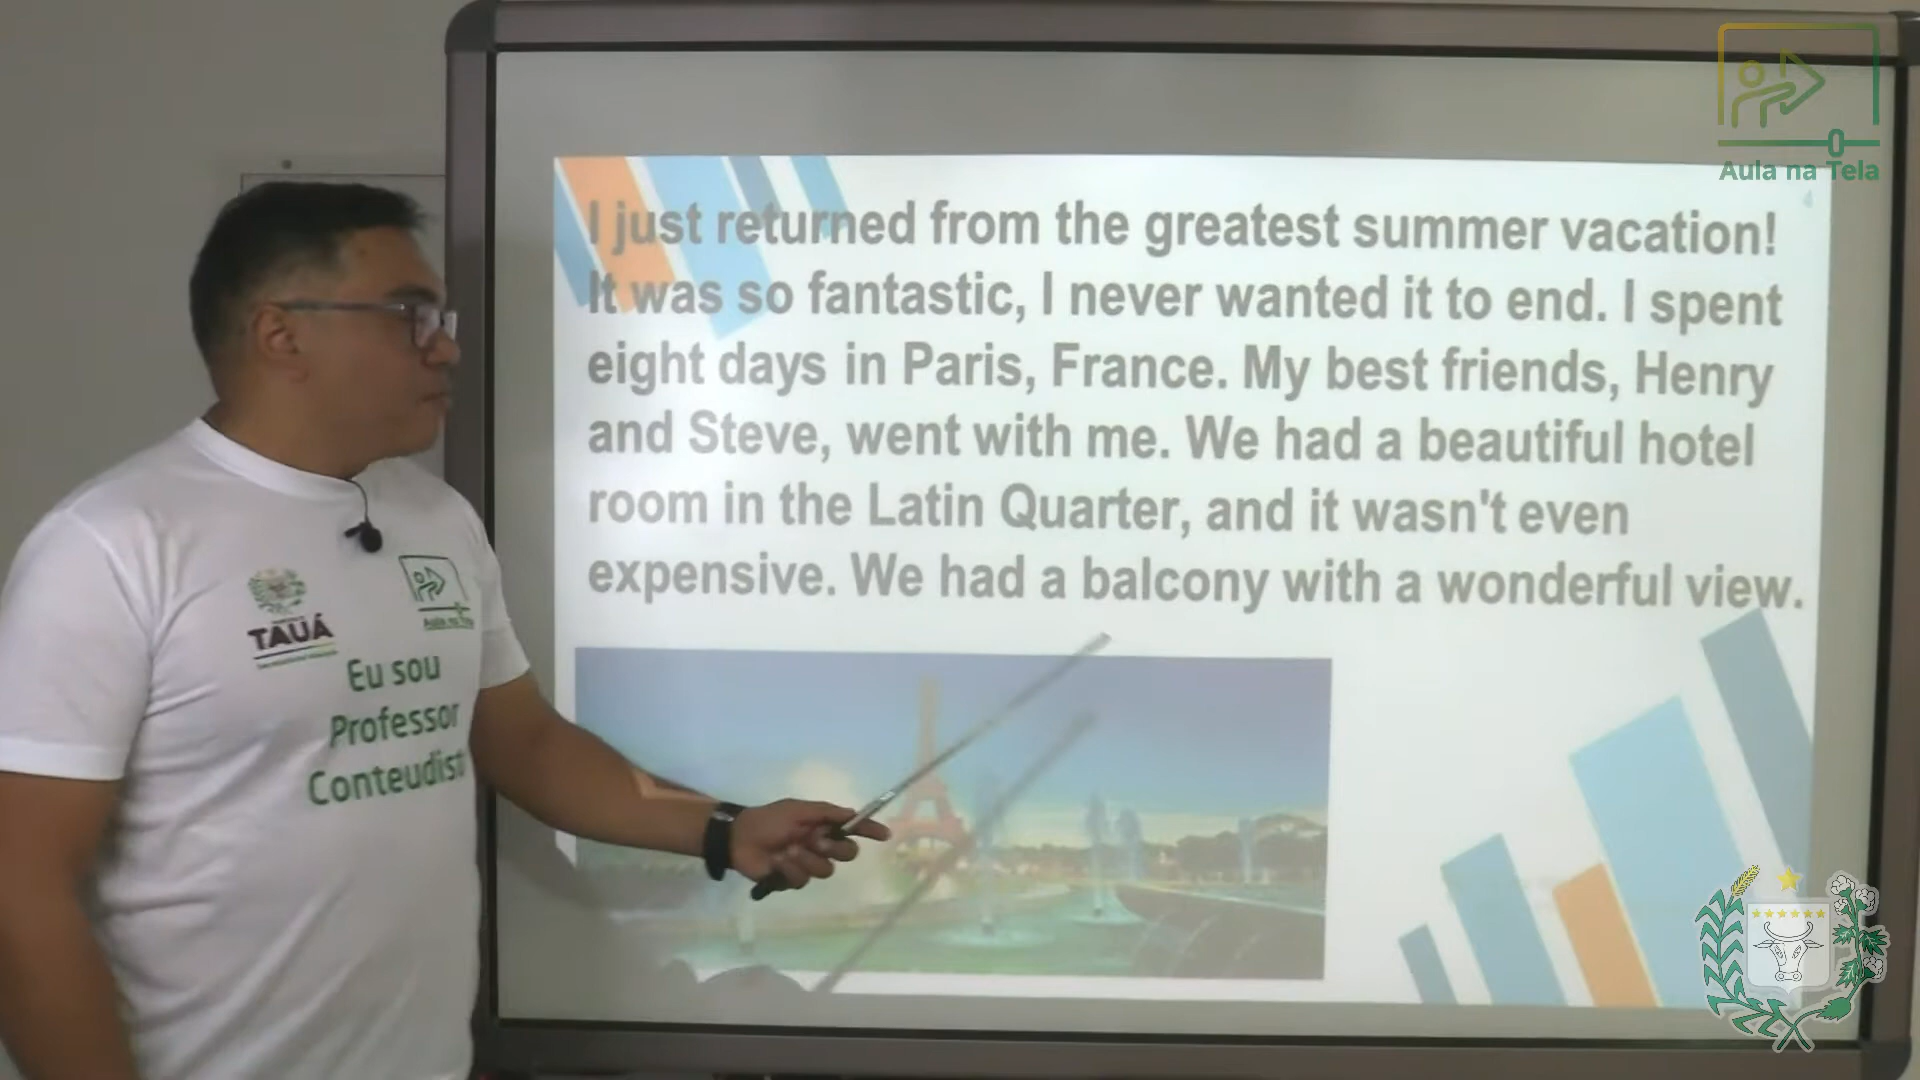 Aula na Tela
4
I just returned from the greatest summer vacation!
It was so fantastic, I never wanted it to end. I spent
eight days in Paris, France. My best friends, Henry
and Steve, went with me. We had a beautiful hotel
room in the Latin Quarter, and it wasn't even
expensive. We had a balcony with a wonderful view.
TAUÁ
Aula na Tela
Eu sou
Professor
Conteudist